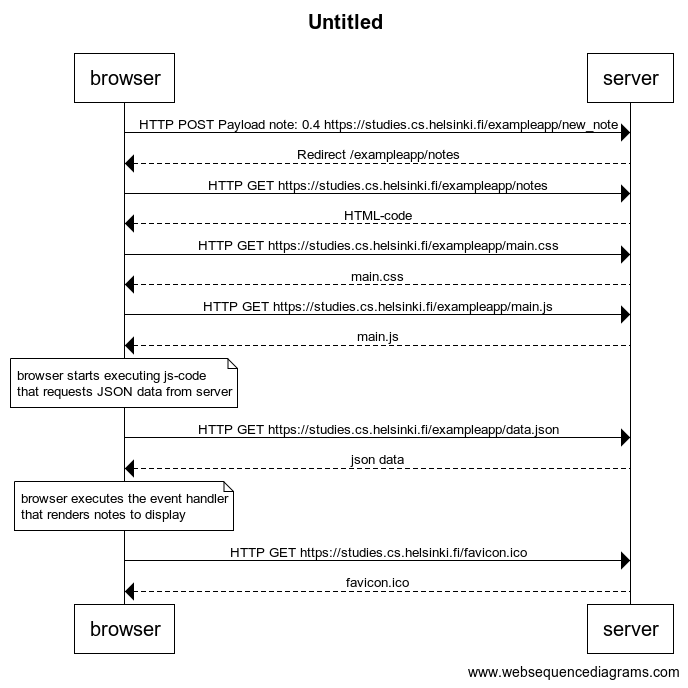 Untitled
browser server
HTTP POST Payload note: 0.4 https://studies.cs.helsinki.fi/exampleapp/new_note
Redirect /exampleapp/notes
HTTP GET https://studies.cs.helsinki.fi/exampleapp/notes
HTML-code
HTTP GET https://studies.cs.helsinki.fi/exampleapp/main.css
main.css
HTTP GET https://studies.cs.helsinki.fi/exampleapp/main.js
main.js
browser starts executing js-code
that requests JSON data from server
HTTP GET https://studies.cs.helsinki.fi/exampleapp/data.json
json data
browser executes the event handler
that renders notes to display
HTTP GET https://studies.cs.helsinki.fi/favicon.ico
favicon.ico
browser server
www.websequencediagrams.com